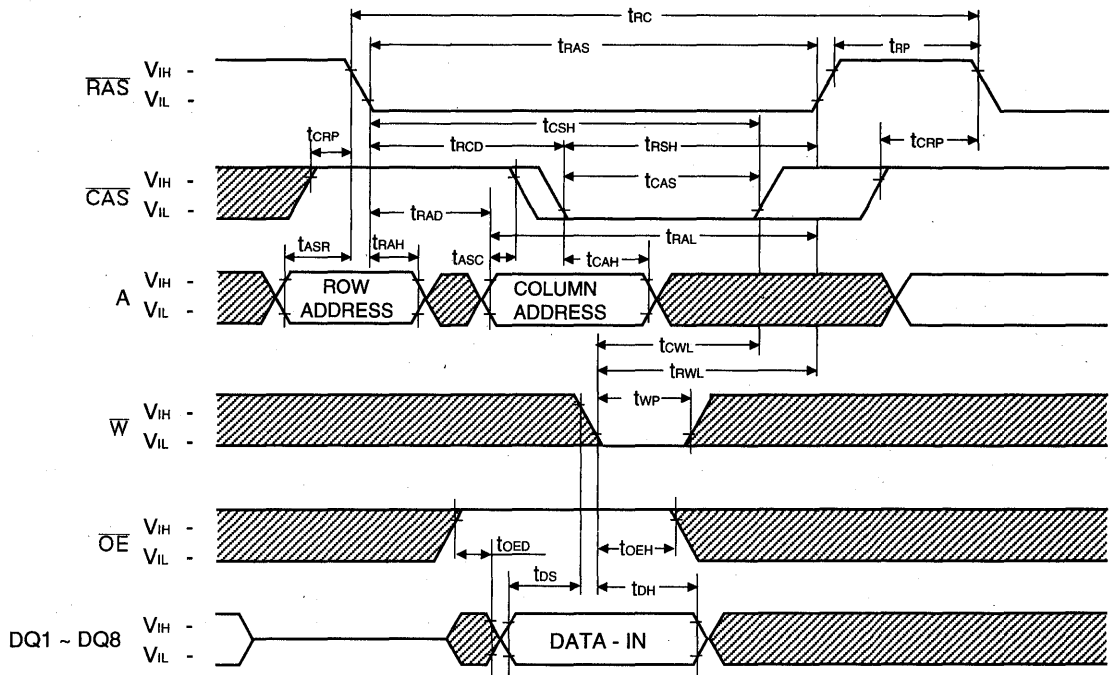 tRC
tRAS
tRP
RAS
VIH -
VIL -
tCSH
tCRP
tRCD
tRSH
tCRP
CAS
VIH -
VIL -
tCAS
tRAD
tRAL
tASR
tRAH
tASC
tCAH
A
VIH -
VIL -
ROW
ADDRESS
COLUMN
ADDRESS
tCWL
tRWL
tWP
W
VIH -
VIL -
OE
VIH -
VIL -
tOED
tOEH
tDS
tDH
DQ1 ~ DQ8
VIH -
VIL -
DATA - IN